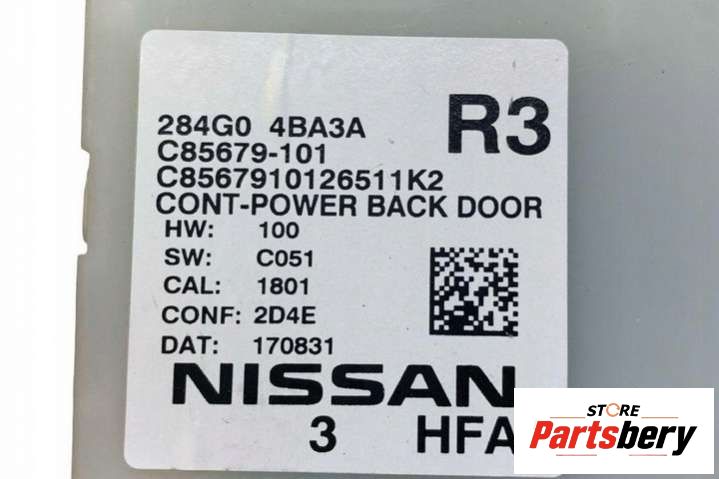 284G0 4BA3A
R3
C85679-101
C8567910126511K2
CONT-POWER BACK DOOR
HW: 100
SW: C051
CAL: 1801
CONF: 2D4E
DAT: 170831
NISSAN
3 HFA
STORE
Partsbery